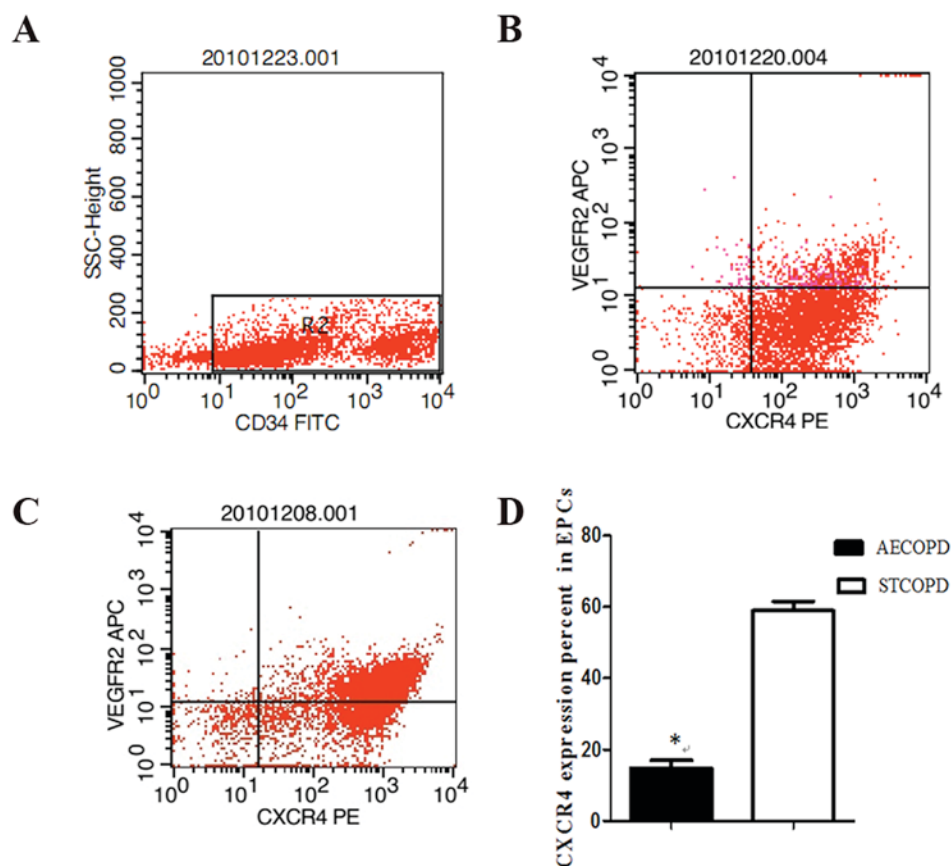 A
20101223.001
SSC-Height
1000
800
600
400
200
0
R2
10^0 10^1 10^2 10^3 10^4
CD34 FITC
B
20101220.004
VEGFR2 APC
10^4
10^3
10^2
10^1
10^0
10^0 10^1 10^2 10^3 10^4
CXCR4 PE
C
20101208.001
VEGFR2 APC
10^4
10^3
10^2
10^1
10^0
10^0 10^1 10^2 10^3 10^4
CXCR4 PE
D
CXCR4 expression percent in EPCs
80
60
40
20
0
*
AECOPD
STCOPD